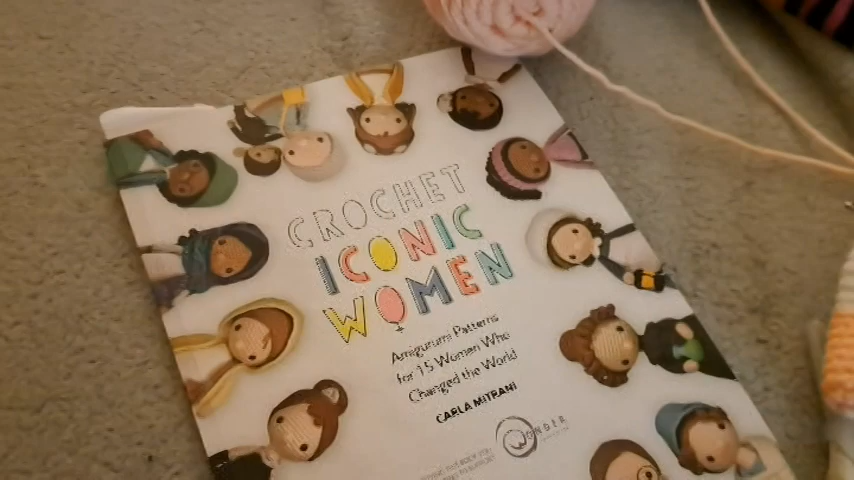 CROCHET
ICONIC
WOMEN
Amigurumi Patterns
for 15 Women Who
Changed the World
CARLA MITRANI